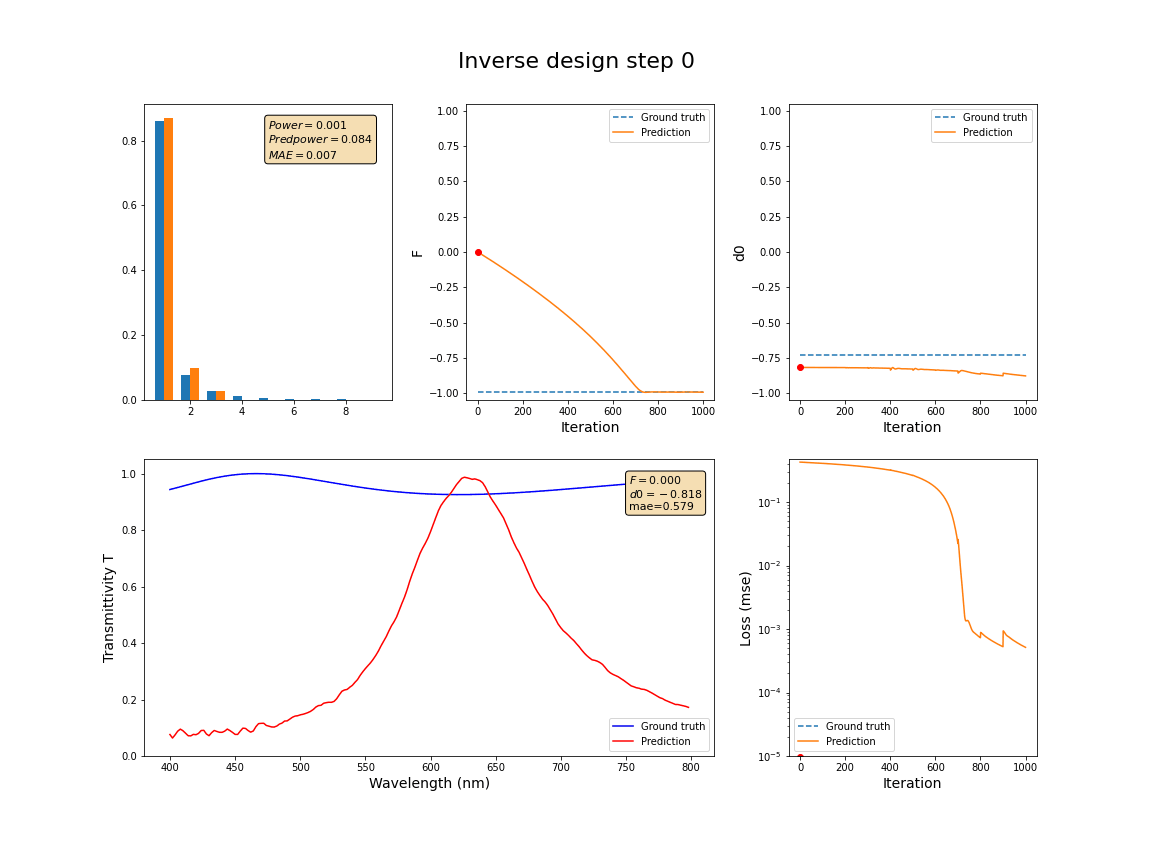 Inverse design step 0
Power = 0.001
Predpower = 0.084
MAE = 0.007
0.8
0.6
0.4
0.2
0.0
2
4
6
8
Ground truth
Prediction
1.00
0.75
0.50
0.25
0.00
−0.25
−0.50
−0.75
−1.00
F
0
200
400
600
800
1000
Iteration
Ground truth
Prediction
1.00
0.75
0.50
0.25
0.00
−0.25
−0.50
−0.75
−1.00
d0
0
200
400
600
800
1000
Iteration
F = 0.000
d0 = −0.818
mae=0.579
1.0
0.8
0.6
0.4
0.2
0.0
Transmittivity T
Ground truth
Prediction
400
450
500
550
600
650
700
750
800
Wavelength (nm)
10⁻¹
10⁻²
10⁻³
10⁻⁴
10⁻⁵
Loss (mse)
Ground truth
Prediction
0
200
400
600
800
1000
Iteration